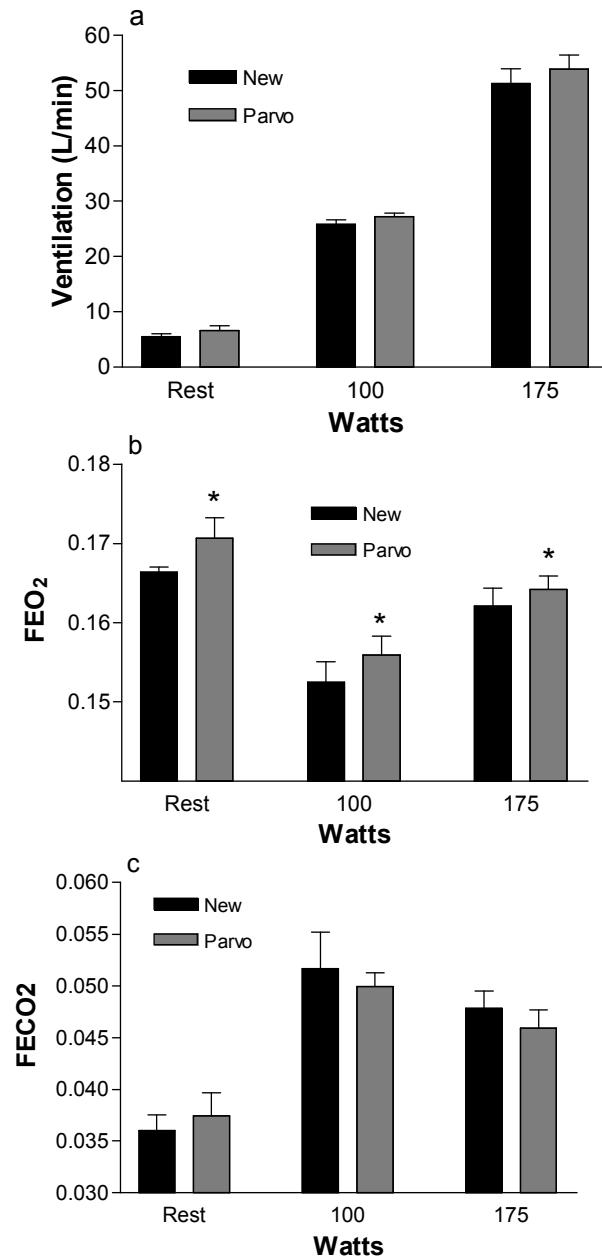 a
60
50
40
30
20
10
0
Ventilation (L/min)
New
Parvo
Rest 100 175
Watts
b
0.18
0.17
0.16
0.15
FEO₂
New
Parvo
* * *
Rest 100 175
Watts
c
0.060
0.055
0.050
0.045
0.040
0.035
0.030
FECO2
New
Parvo
Rest 100 175
Watts